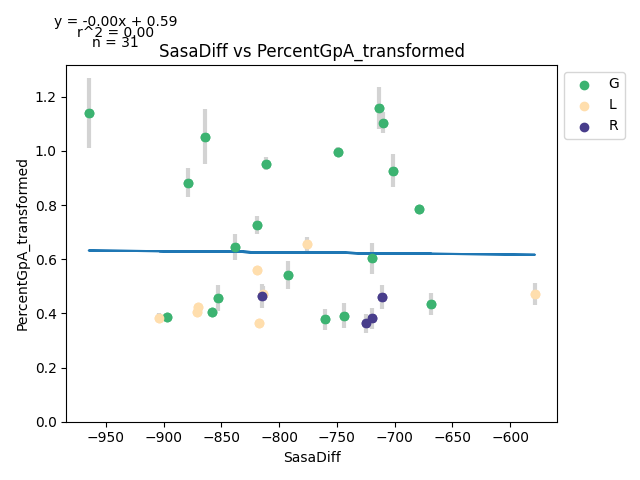 y = -0.00x + 0.59
r^2 = 0.00
n = 31
SasaDiff vs PercentGpA_transformed
G
L
R
PercentGpA_transformed
1.2
1.0
0.8
0.6
0.4
0.2
0.0
−950
−900
−850
−800
−750
−700
−650
−600
SasaDiff